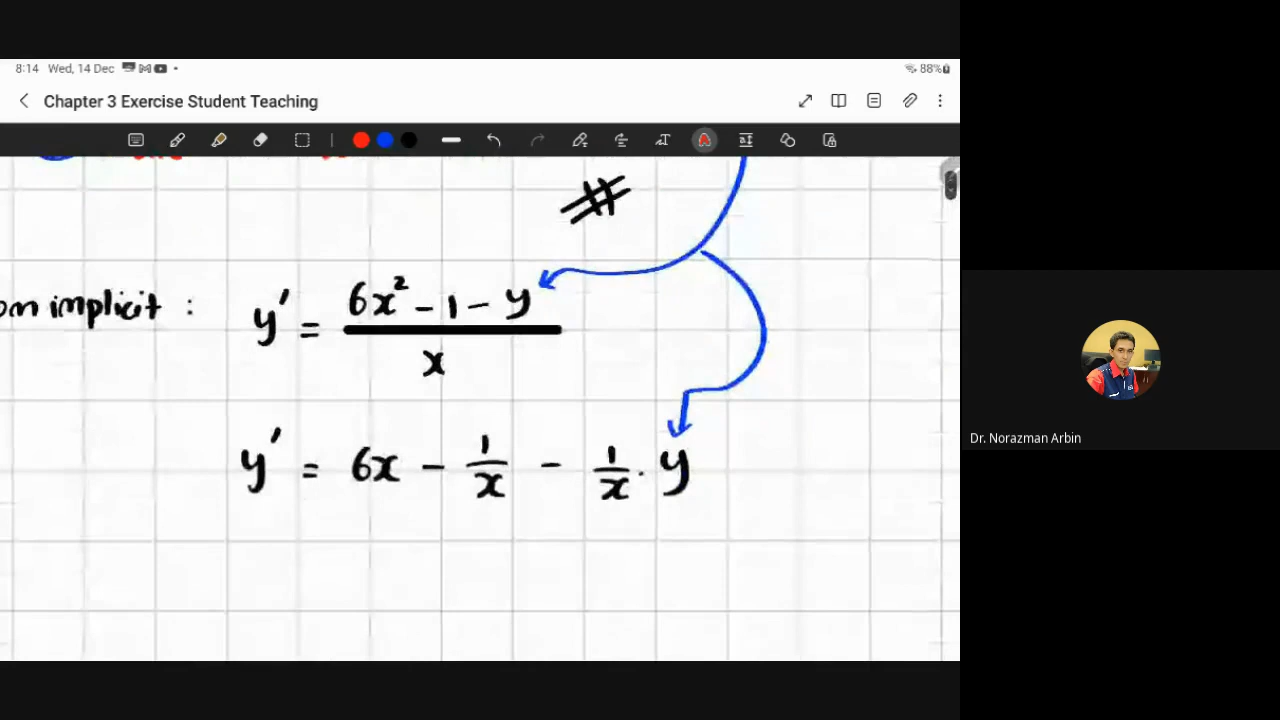 8:14 Wed, 14 Dec 88%
Chapter 3 Exercise Student Teaching
om implicit : y' = (6x² - 1 - y) / x
y' = 6x - 1/x - 1/x · y
Dr. Norazman Arbin